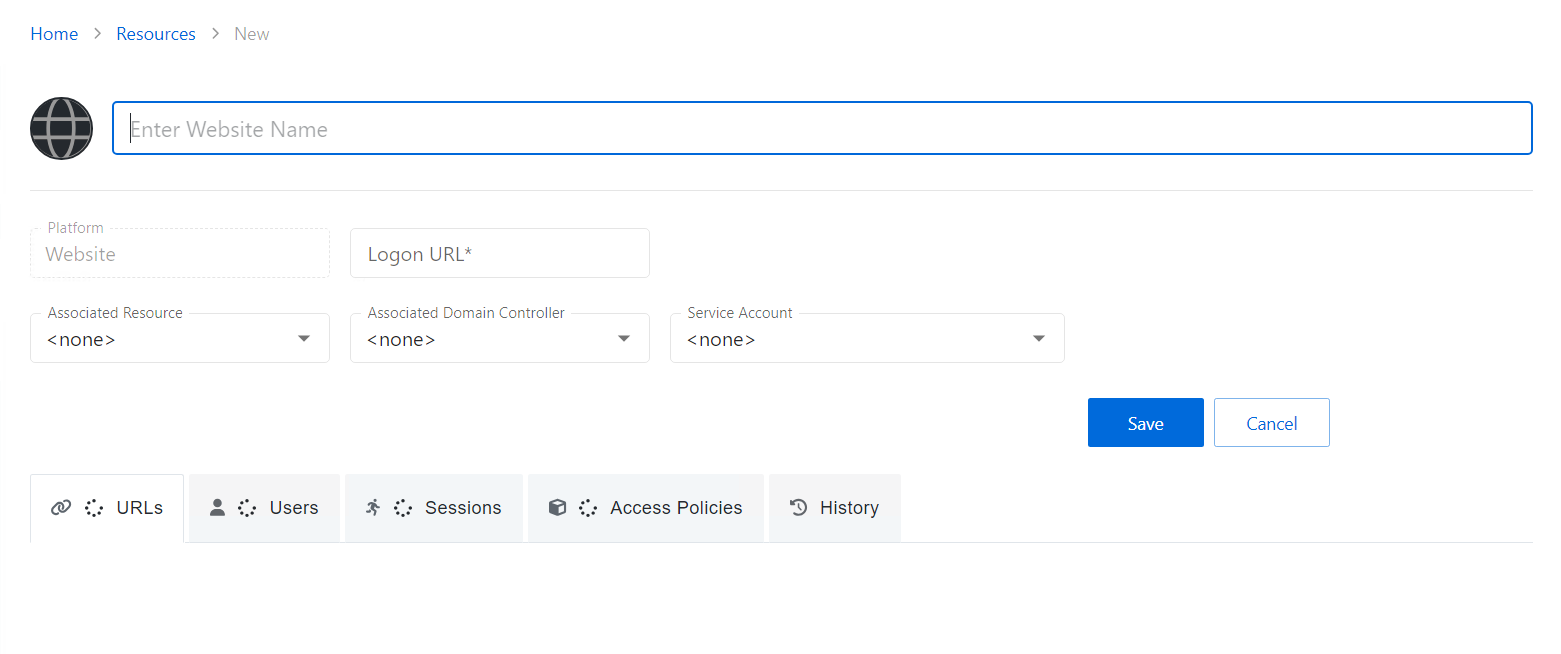 Home > Resources > New
Enter Website Name
Platform
Website
Logon URL*
Associated Resource
<none>
Associated Domain Controller
<none>
Service Account
<none>
Save Cancel
URLs Users Sessions Access Policies History